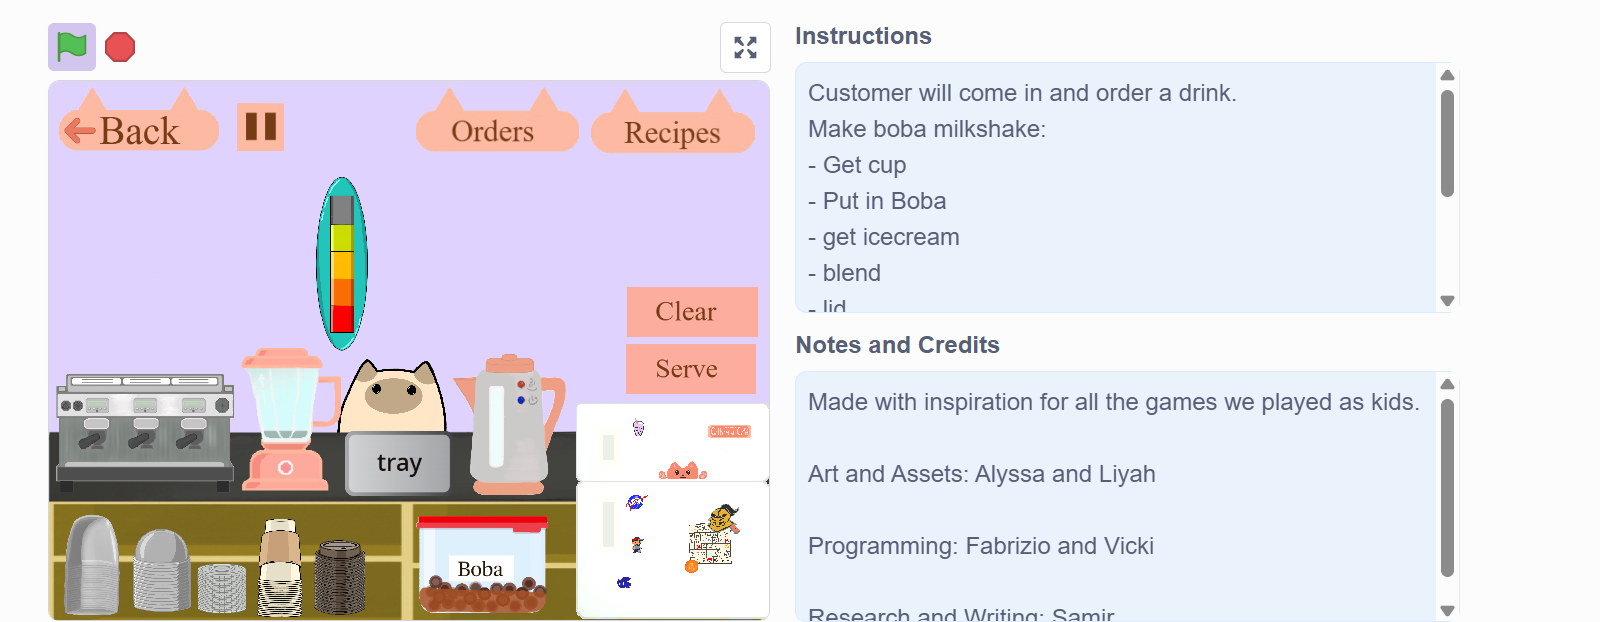 Back
Orders
Recipes
Clear
Serve
tray
Boba
Instructions
Customer will come in and order a drink.
Make boba milkshake:
- Get cup
- Put in Boba
- get icecream
- blend
- lid
Notes and Credits
Made with inspiration for all the games we played as kids.
Art and Assets: Alyssa and Liyah
Programming: Fabrizio and Vicki
Research and Writing: Samir